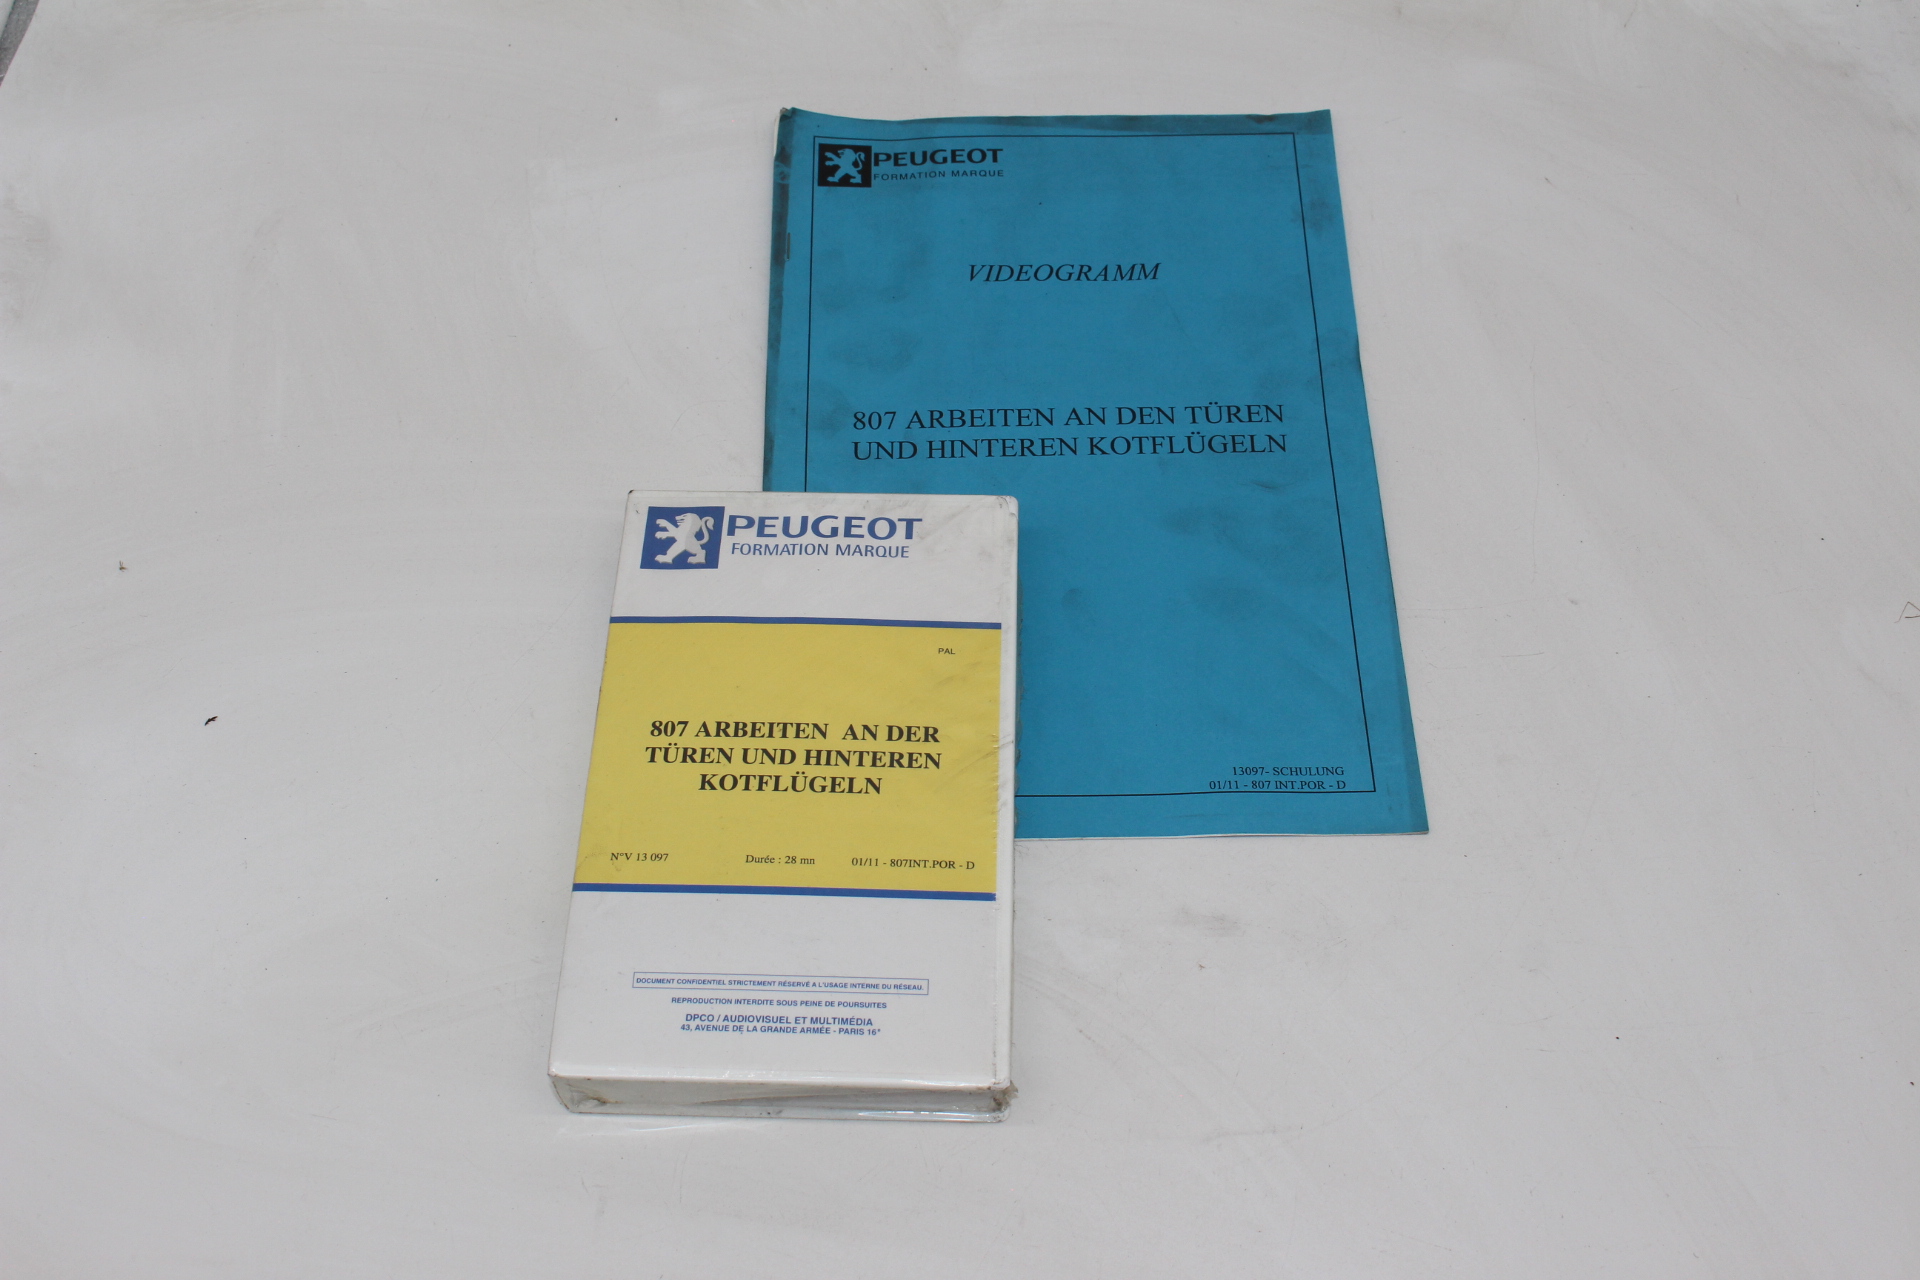 PEUGEOT
FORMATION MARQUE
VIDEOGRAMM
807 ARBEITEN AN DEN TÜREN
UND HINTEREN KOTFLÜGELN
13097- SCHULUNG
01/11 - 807 INT.POR - D
PEUGEOT
FORMATION MARQUE
PAL
807 ARBEITEN AN DER
TÜREN UND HINTEREN
KOTFLÜGELN
N°V 13 097 Durée : 28 mn 01/11 - 807INT.POR - D
DOCUMENT CONFIDENTIEL STRICTEMENT RÉSERVÉ A L'USAGE INTERNE DU RÉSEAU.
REPRODUCTION INTERDITE SOUS PEINE DE POURSUITES
DPCO / AUDIOVISUEL ET MULTIMÉDIA
43, AVENUE DE LA GRANDE ARMÉE - PARIS 16°